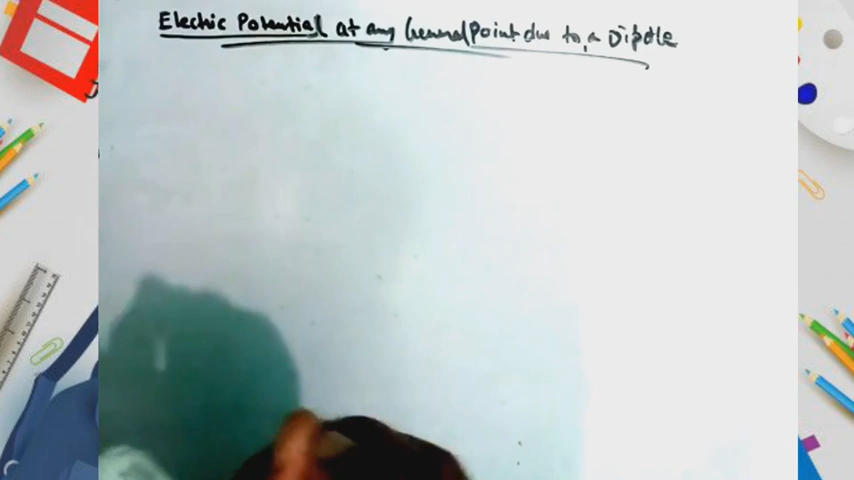 Electric Potential at any General Point due to a Dipole